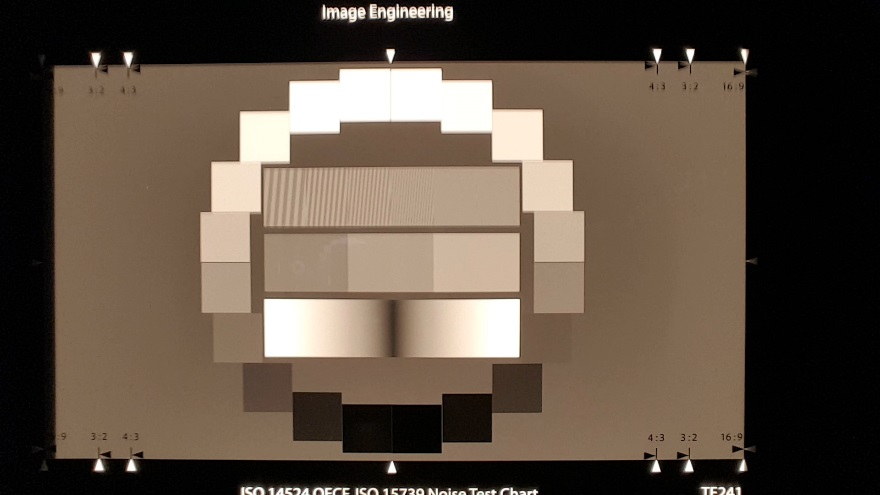 Image Engineering
3:2 4:3 4:3 3:2 16:9
:9 3:2 4:3 4:3 3:2 16:9
ISO 14524 OECF, ISO 15739 Noise Test Chart TE241